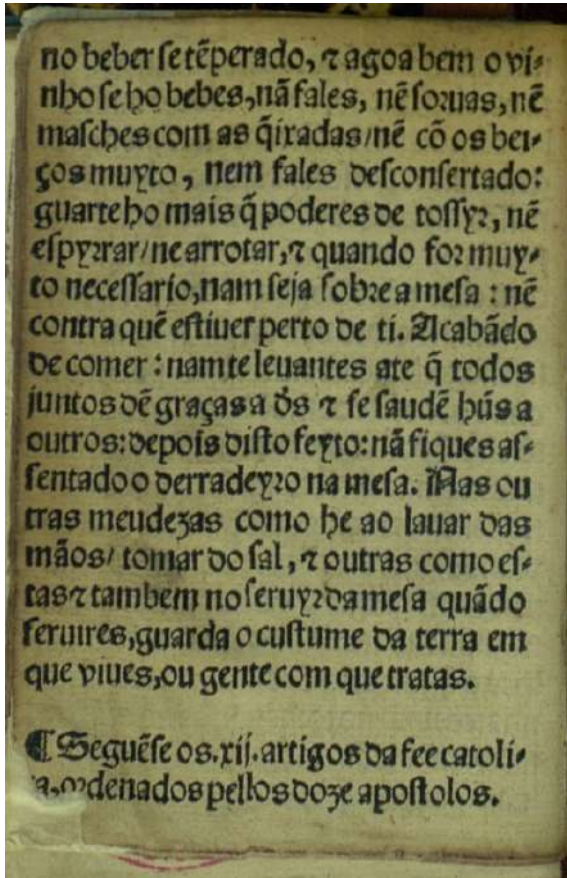 no beber se tẽperado, ⁊ agoa bem o vi⸗
nho se ho bebes, nã fales, nẽ soruas, nẽ
masches com as q̃ixadas/nẽ cõ os bei⸗
ços muyto, nem fales desconsertado:
guarte ho mais q̃ poderes de tossyr, nẽ
espyrrar/ne arrotar, ⁊ quando for muy⸗
to necessario, nam seja sobre a mesa : nẽ
contra quẽ estiuer perto de ti. Acabãdo
de comer : nam te leuantes ate q̃ todos
juntos dẽ graças a ds̃ ⁊ se saudẽ hũs a
outros: depois disto feyto: nã fiques as⸗
sentado o derradeyro na mesa. Nas ou
tras meudezas como he ao lauar das
mãos/ tomar do sal, ⁊ outras como es⸗
tas ⁊ tambem no seruyr da mesa quãdo
seruires, guarda o custume da terra em
que viues, ou gente com que tratas.
¶ Seguẽse os .xij. artigos da fee catoli⸗
ca, ordenados pellos doze apostolos.